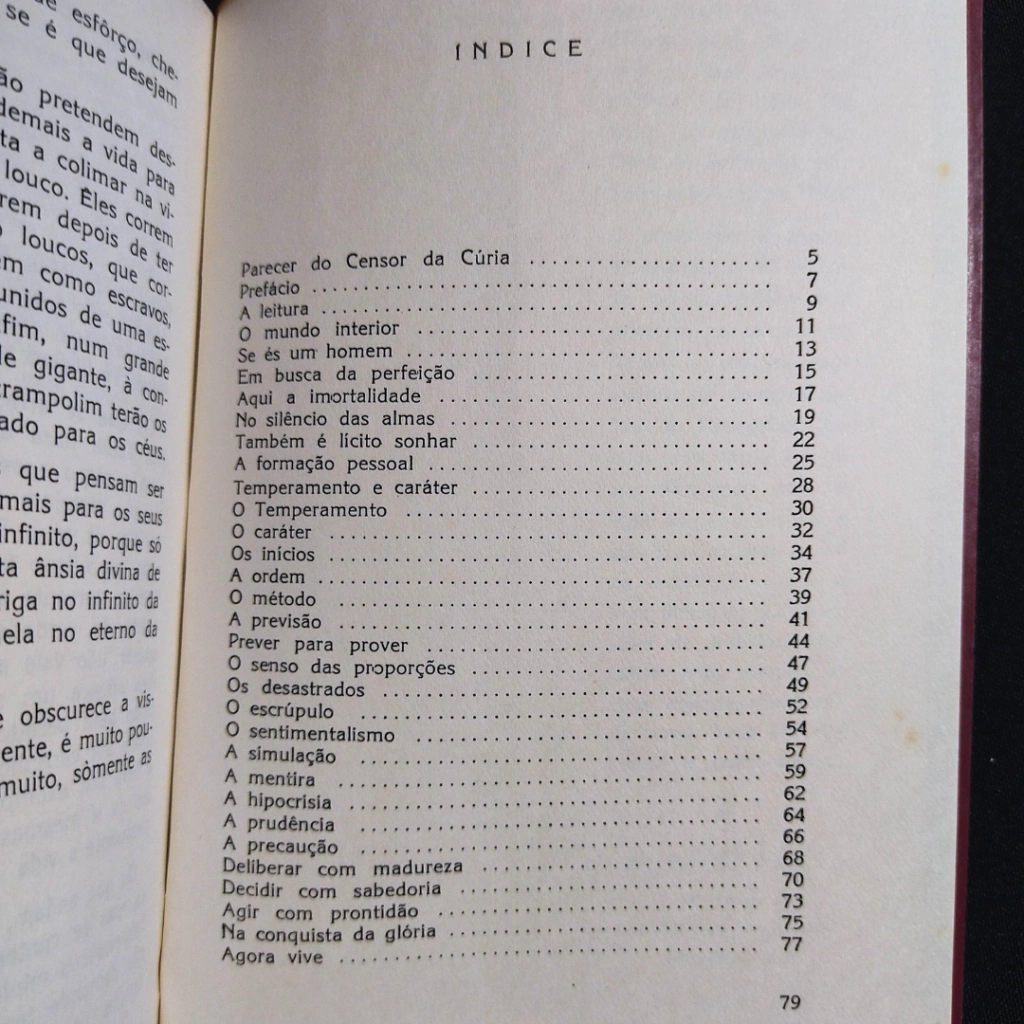 esfôrço, che-
se é que desejam
pretendem des-
demais a vida para
a colimar na vi-
louco. Êles correm
depois de ter
loucos, que cor-
como escravos,
de uma es-
num grande
gigante, à con-
terão os
para os céus.
que pensam ser
mais para os seus
infinito, porque só
ânsia divina de
no infinito da
no eterno da
obscurece a vis-
é muito pou-
muito, sòmente as
INDICE
Parecer do Censor da Cúria ........................ 5
Prefácio ........................ 7
A leitura ........................ 9
O mundo interior ........................ 11
Se és um homem ........................ 13
Em busca da perfeição ........................ 15
Aqui a imortalidade ........................ 17
No silêncio das almas ........................ 19
Também é lícito sonhar ........................ 22
A formação pessoal ........................ 25
Temperamento e caráter ........................ 28
O Temperamento ........................ 30
O caráter ........................ 32
Os inícios ........................ 34
A ordem ........................ 37
O método ........................ 39
A previsão ........................ 41
Prever para prover ........................ 44
O senso das proporções ........................ 47
Os desastrados ........................ 49
O escrúpulo ........................ 52
O sentimentalismo ........................ 54
A simulação ........................ 57
A mentira ........................ 59
A hipocrisia ........................ 62
A prudência ........................ 64
A precaução ........................ 66
Deliberar com madureza ........................ 68
Decidir com sabedoria ........................ 70
Agir com prontidão ........................ 73
Na conquista da glória ........................ 75
Agora vive ........................ 77
79